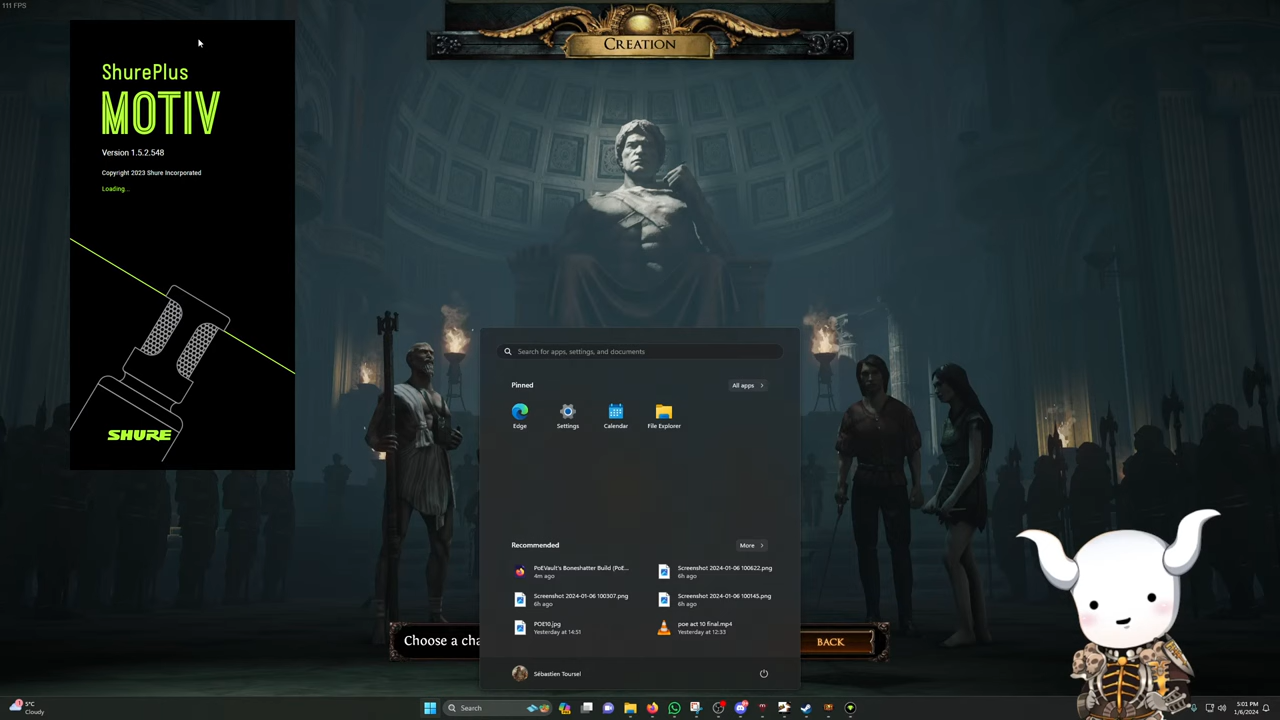 111 FPS
CREATION
ShurePlus
MOTIV
Version 1.5.2.548
Copyright 2023 Shure Incorporated
Loading...
SHURE
Search for apps, settings, and documents
Pinned
All apps
Edge
Settings
Calendar
File Explorer
Recommended
More
PoEVault's Boneshatter Build (PoE...
4m ago
Screenshot 2024-01-06 100622.png
6h ago
Screenshot 2024-01-06 100307.png
6h ago
Screenshot 2024-01-06 100145.png
6h ago
POE10.jpg
Yesterday at 14:51
poe act 10 final.mp4
Yesterday at 12:33
Choose a cha
BACK
Sébastien Toursel
5°C
Cloudy
Search
5:01 PM
1/6/2024